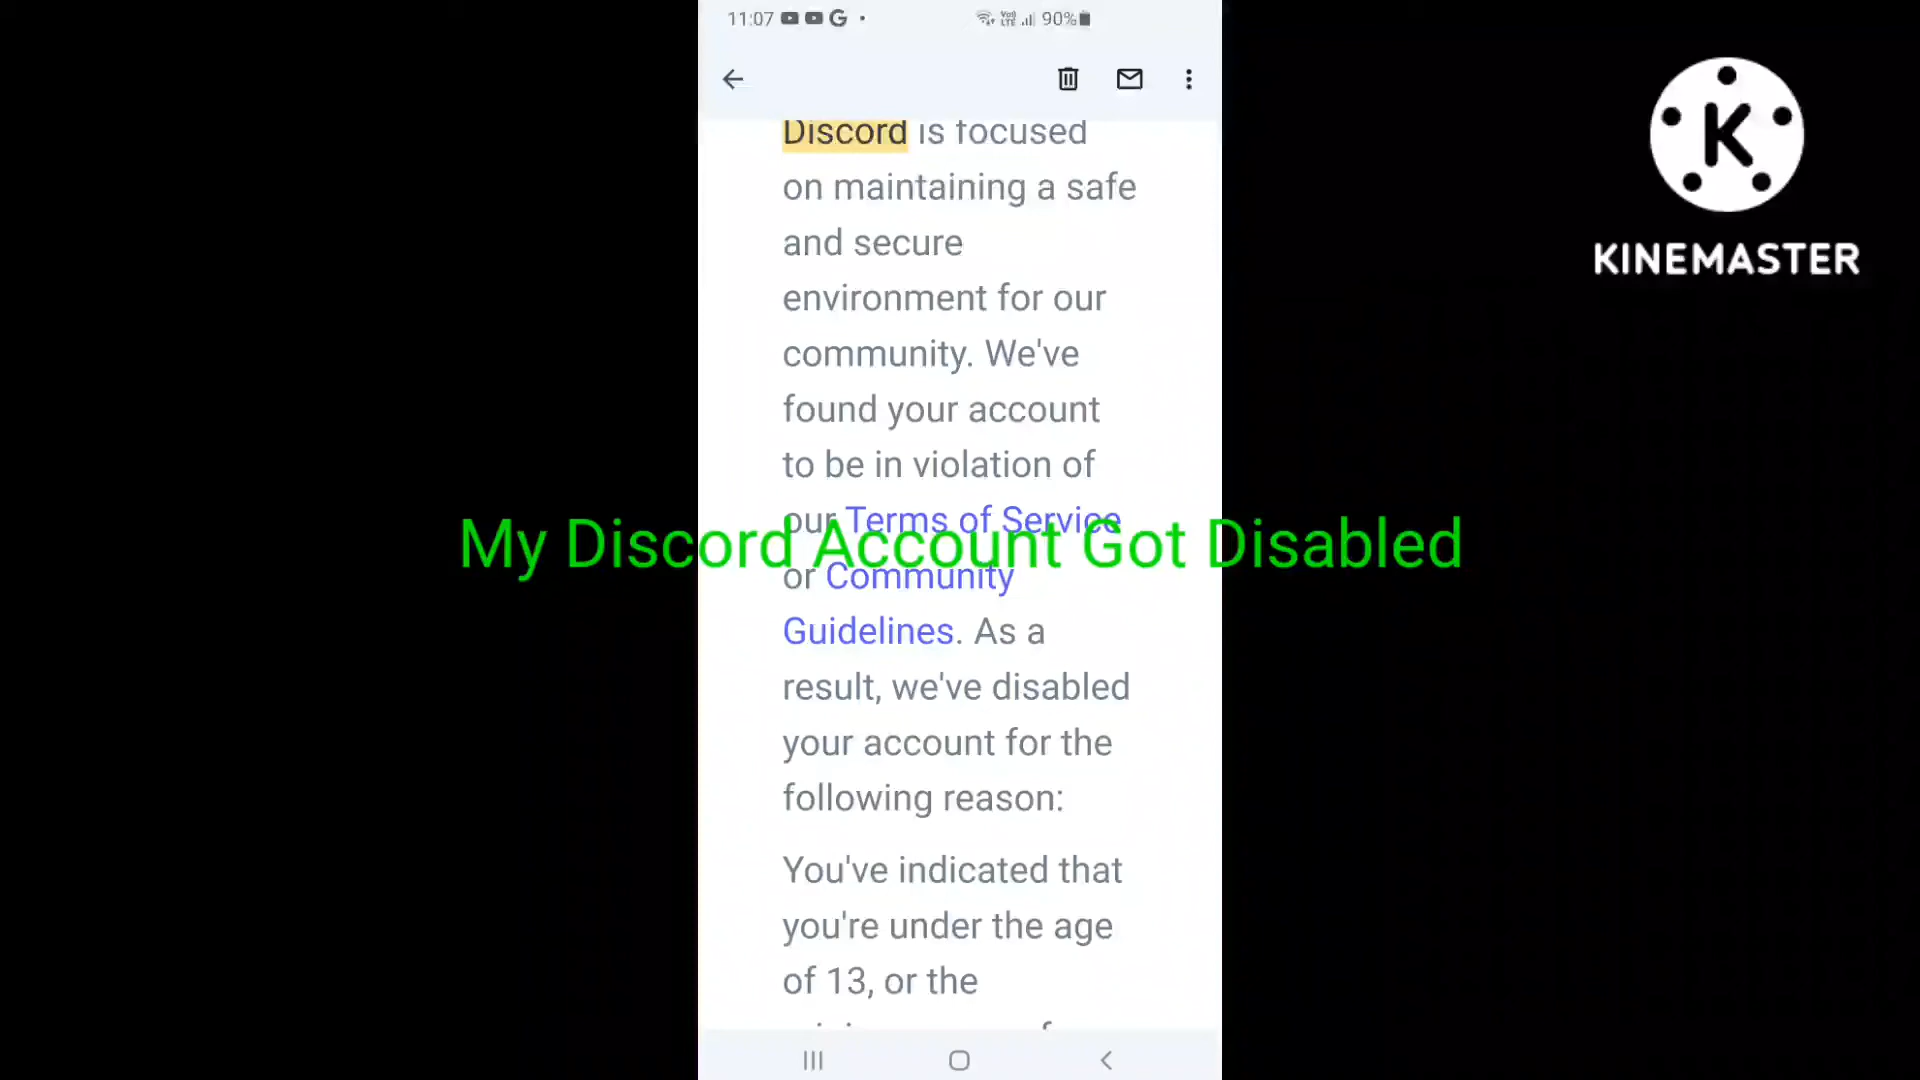 11:07
VoJ LTE 90%
Discord is focused
on maintaining a safe
and secure
environment for our
community. We've
found your account
to be in violation of
our Terms of Service
My Discord Account Got Disabled
or Community
Guidelines. As a
result, we've disabled
your account for the
following reason:
You've indicated that
you're under the age
of 13, or the
K
KINEMASTER